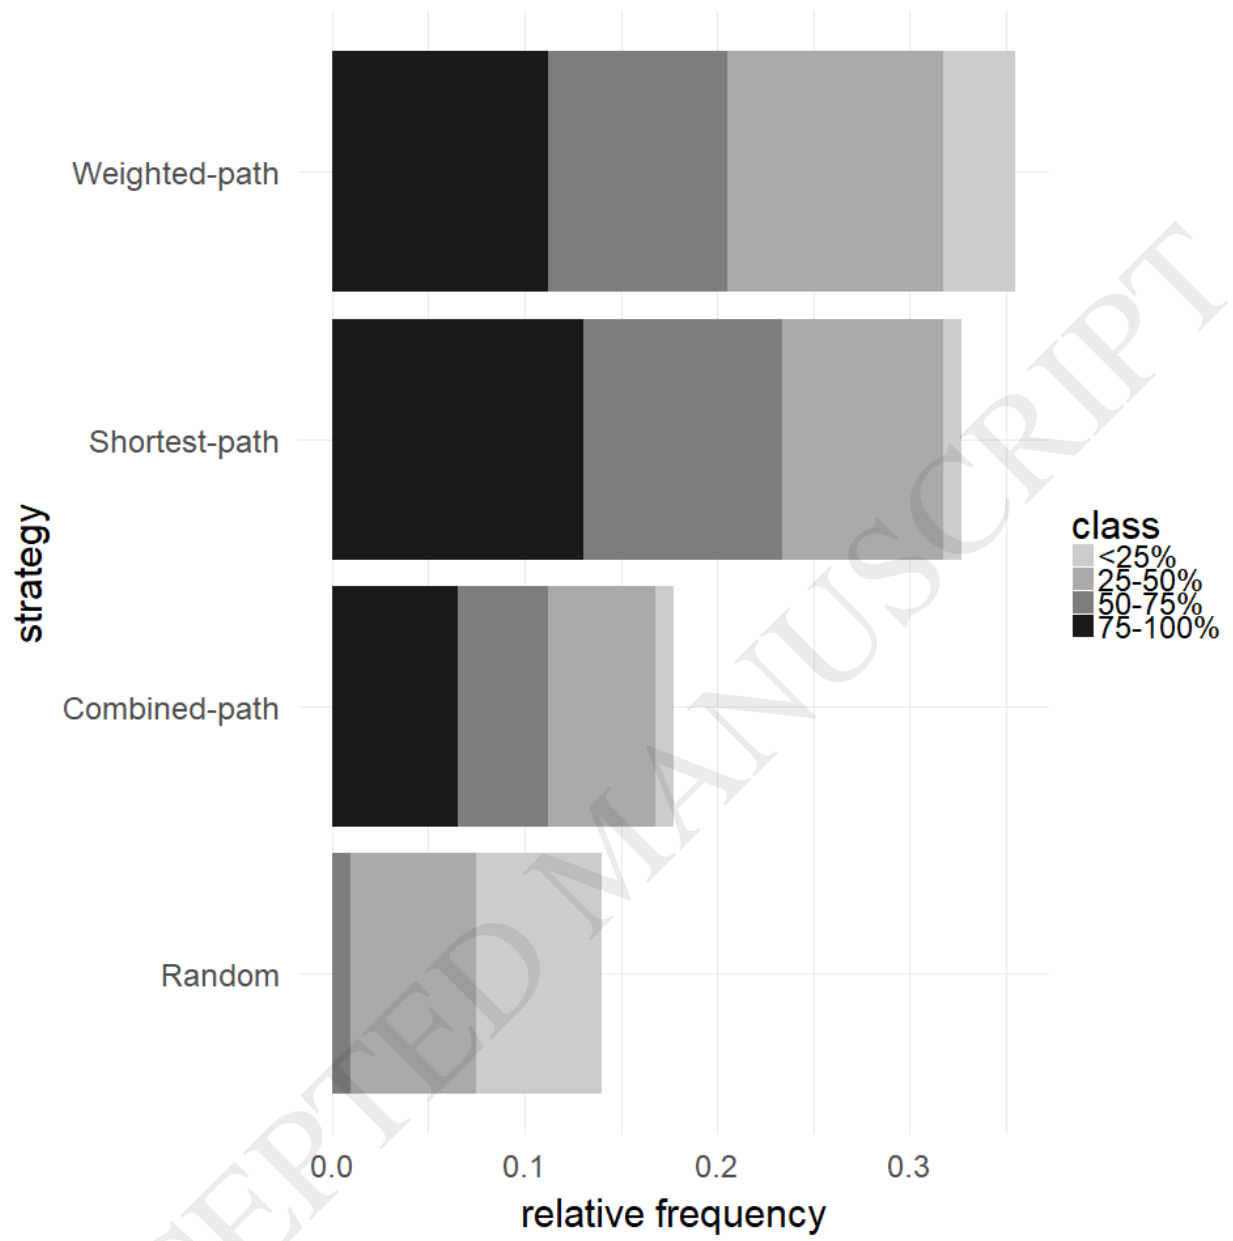 Weighted-path
Shortest-path
Combined-path
Random
strategy
0.0 0.1 0.2 0.3
relative frequency
class
<25%
25-50%
50-75%
75-100%
CEPTED MANUSCRIPT